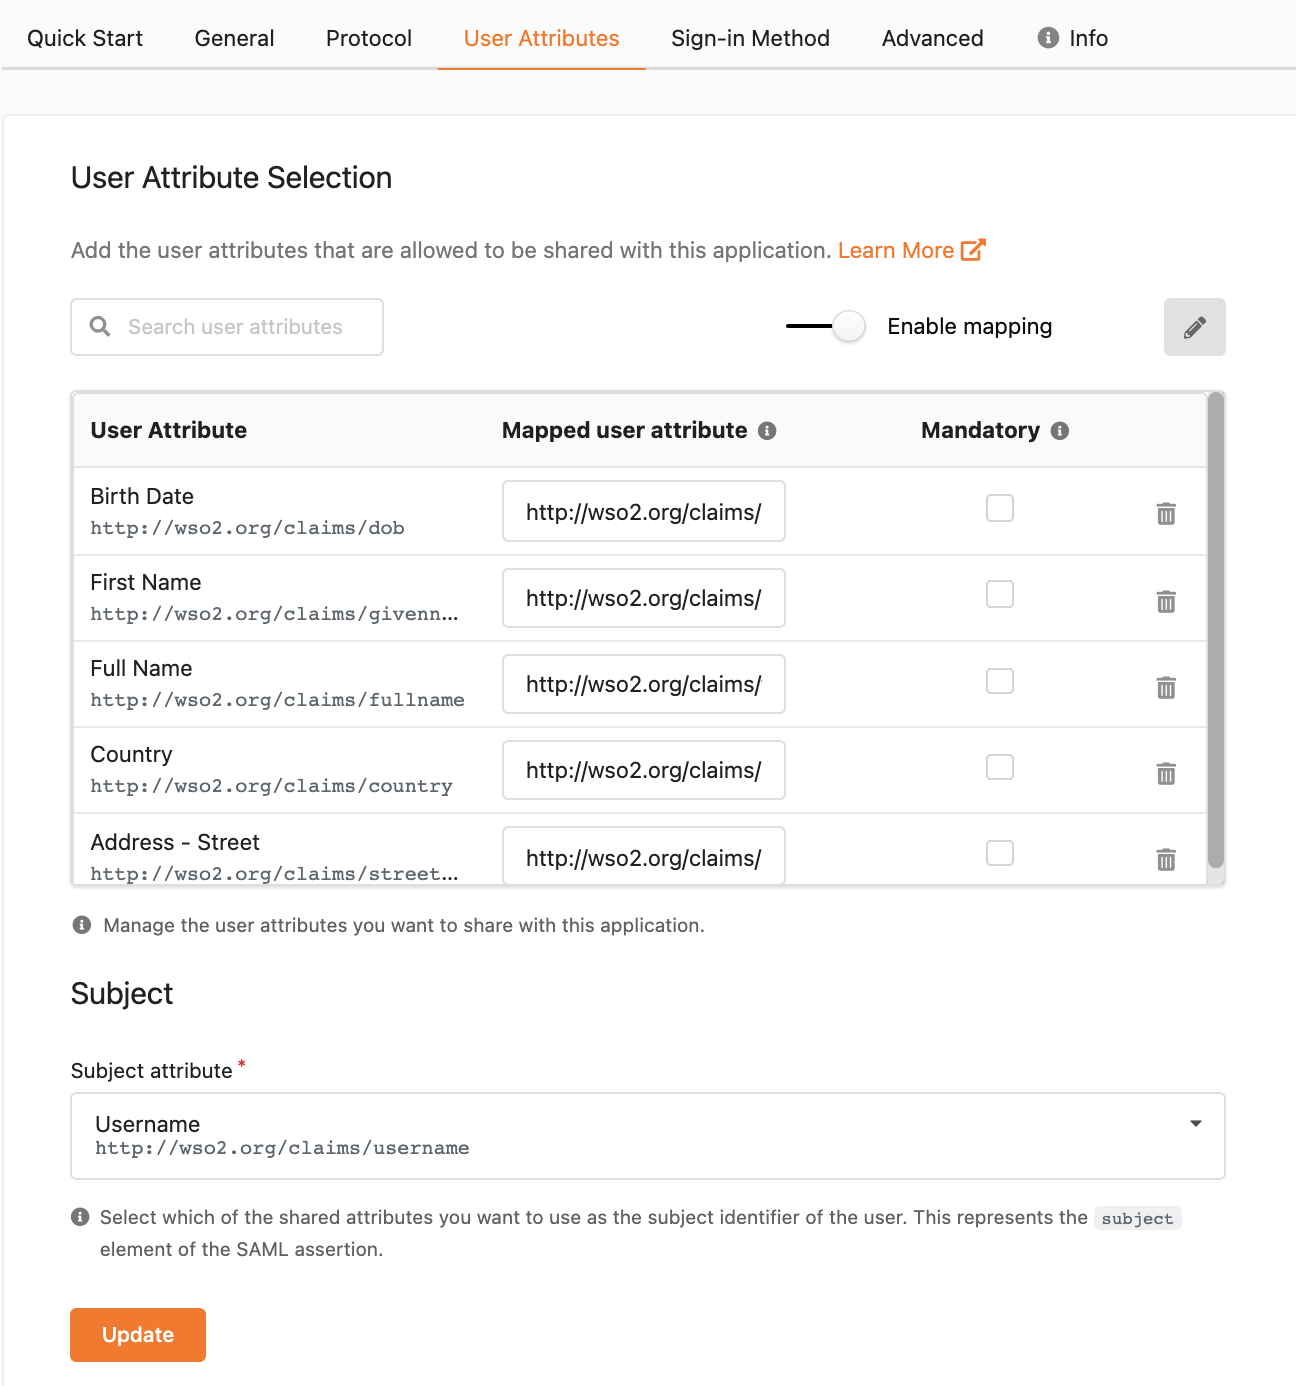 Quick Start General Protocol User Attributes Sign-in Method Advanced Info
User Attribute Selection
Add the user attributes that are allowed to be shared with this application. Learn More
Search user attributes Enable mapping
User Attribute Mapped user attribute Mandatory
Birth Date
http://wso2.org/claims/dob http://wso2.org/claims/
First Name
http://wso2.org/claims/givenn... http://wso2.org/claims/
Full Name
http://wso2.org/claims/fullname http://wso2.org/claims/
Country
http://wso2.org/claims/country http://wso2.org/claims/
Address - Street
http://wso2.org/claims/street... http://wso2.org/claims/
Manage the user attributes you want to share with this application.
Subject
Subject attribute *
Username
http://wso2.org/claims/username
Select which of the shared attributes you want to use as the subject identifier of the user. This represents the subject
element of the SAML assertion.
Update